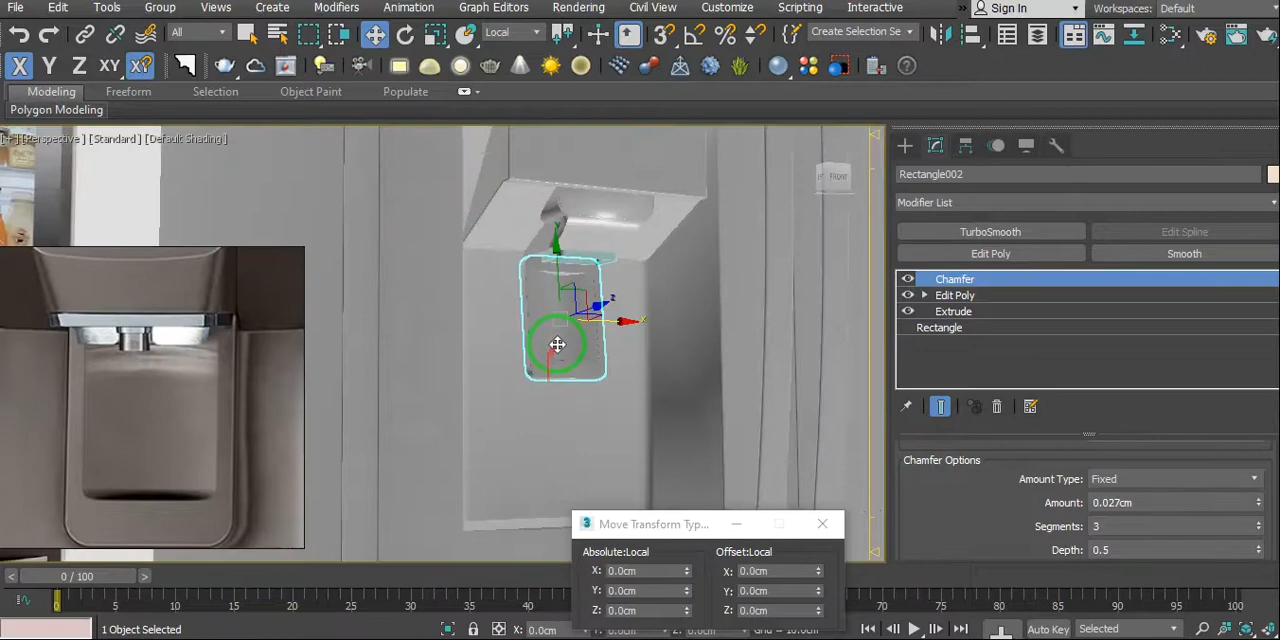 File Edit Tools Group Views Create Modifiers Animation Graph Editors Rendering Civil View Customize Scripting Interactive » Sign In Workspaces: Default
All Local Create Selection Se
X Y Z XY
Modeling Freeform Selection Object Paint Populate
Polygon Modeling
[+] [Perspective] [Standard] [Default Shading]
FRONT
Rectangle002
Modifier List
TurboSmooth Edit Spline
Edit Poly Smooth
Chamfer
Edit Poly
Extrude
Rectangle
y
z
x
Chamfer Options
Amount Type: Fixed
Amount: 0.027cm
Segments: 3
Depth: 0.5
3 Move Transform Typ...
Absolute:Local Offset:Local
X: 0.0cm X: 0.0cm
Y: 0.0cm Y: 0.0cm
Z: 0.0cm Z: 0.0cm
< 0 / 100 >
0 5 10 15 20 25 30 35 40 45 50 70 75 80 85 90 95 100
1 Object Selected X: 0.0cm Auto Key Selected